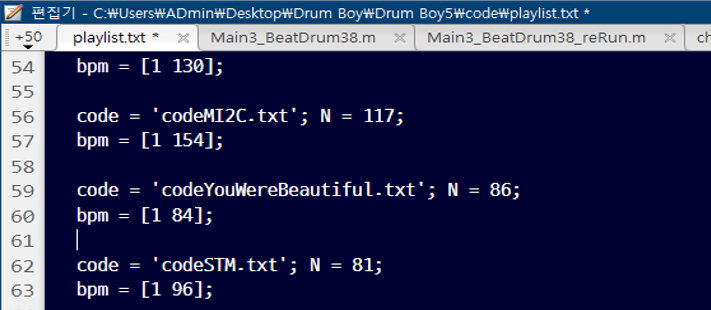 편집기 - C:₩Users₩ADmin₩Desktop₩Drum Boy₩Drum Boy5₩code₩playlist.txt *
+50 playlist.txt * Main3_BeatDrum38.m Main3_BeatDrum38_reRun.m ch
54 bpm = [1 130];
55
56 code = 'codeMI2C.txt'; N = 117;
57 bpm = [1 154];
58
59 code = 'codeYouWereBeautiful.txt'; N = 86;
60 bpm = [1 84];
61
62 code = 'codeSTM.txt'; N = 81;
63 bpm = [1 96];